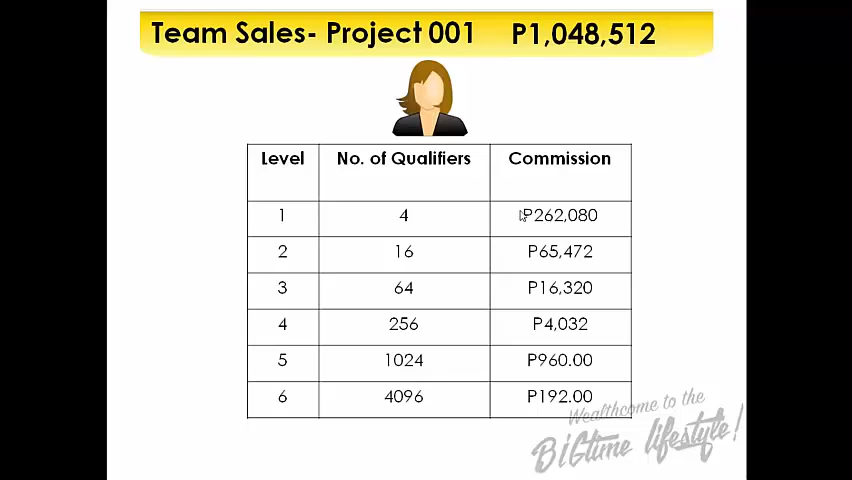 Team Sales- Project 001 P1,048,512
Level No. of Qualifiers Commission
1 4 P262,080
2 16 P65,472
3 64 P16,320
4 256 P4,032
5 1024 P960.00
6 4096 P192.00
Wealthcome to the
BiGtime lifestyle!